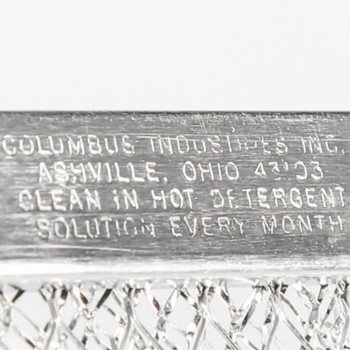 COLUMBUS INDUSTRIES INC.
ASHVILLE, OHIO 43103
CLEAN IN HOT DETERGENT
SOLUTION EVERY MONTH